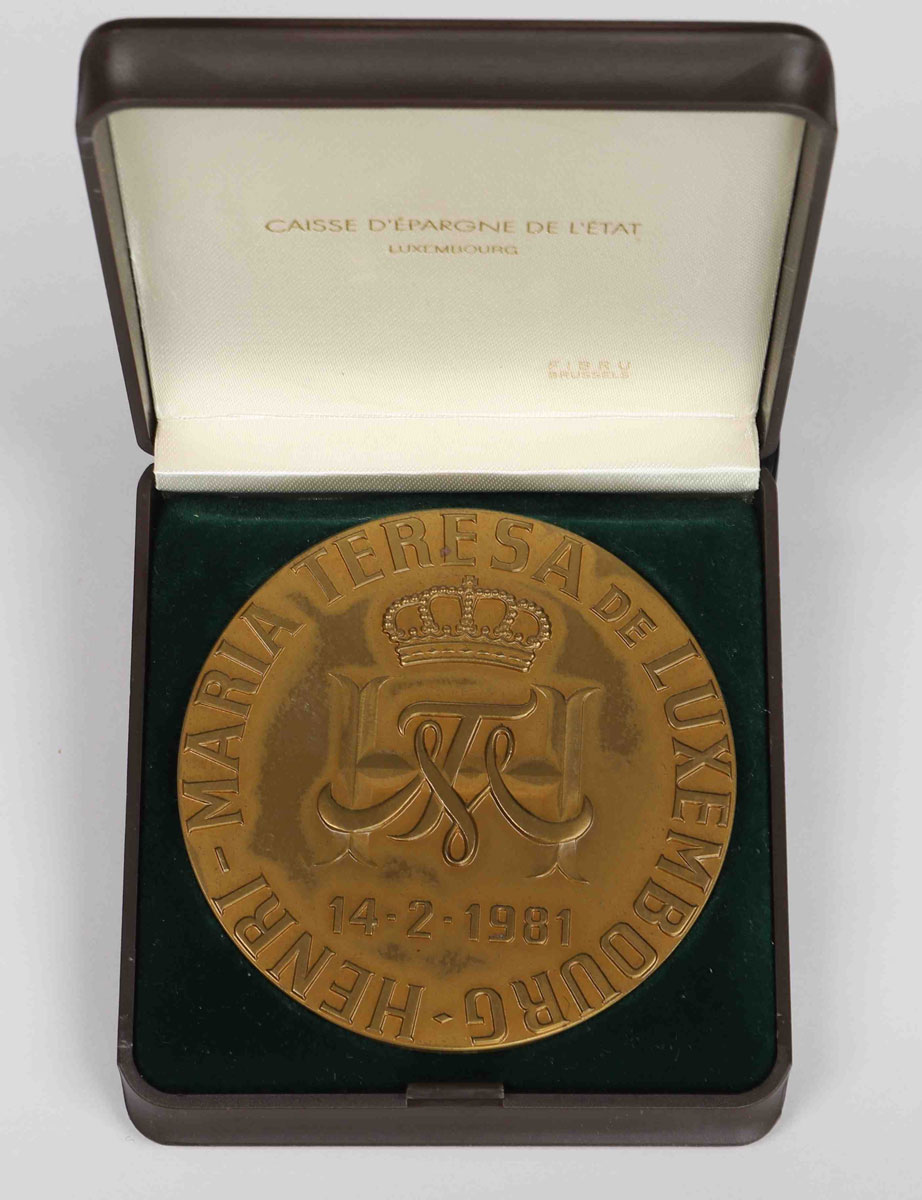 CAISSE D'ÉPARGNE DE L'ÉTAT
LUXEMBOURG
FIBRU
BRUSSELS
HENRI - MARIA TERESA DE LUXEMBOURG -
14-2-1981